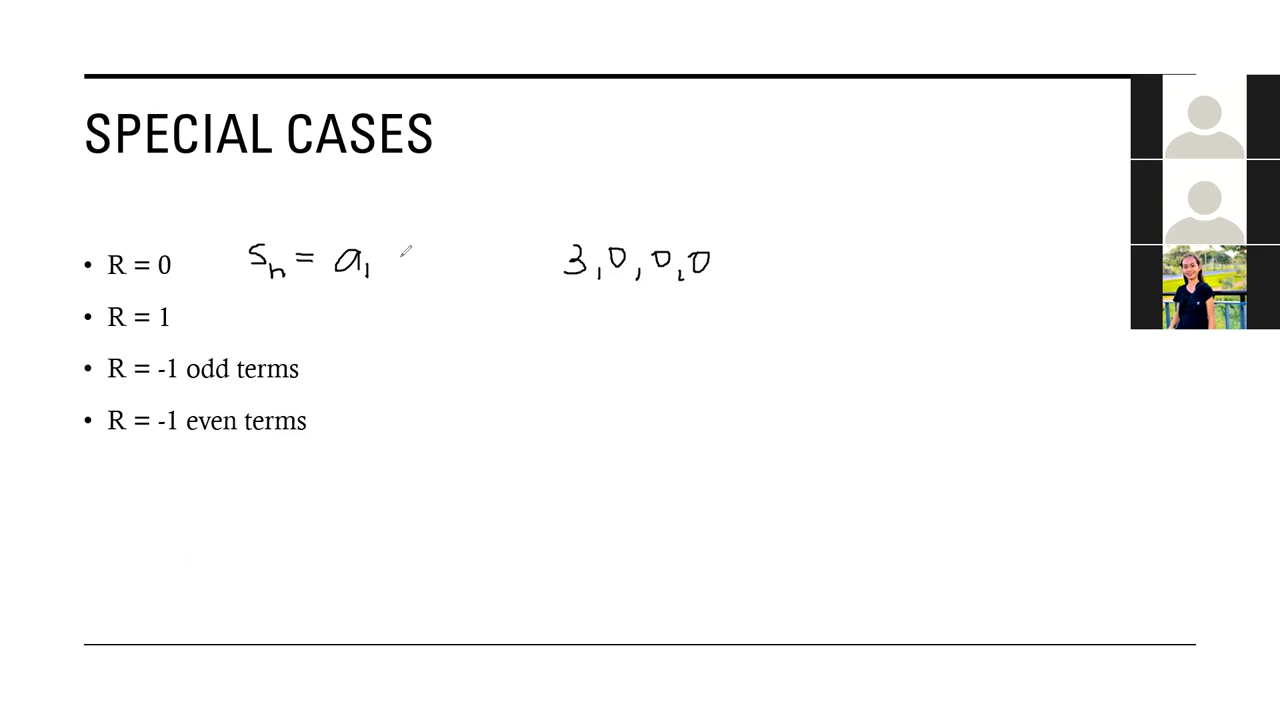 SPECIAL CASES
• R = 0 Sn = a1 3, 0, 0, 0
• R = 1
• R = -1 odd terms
• R = -1 even terms